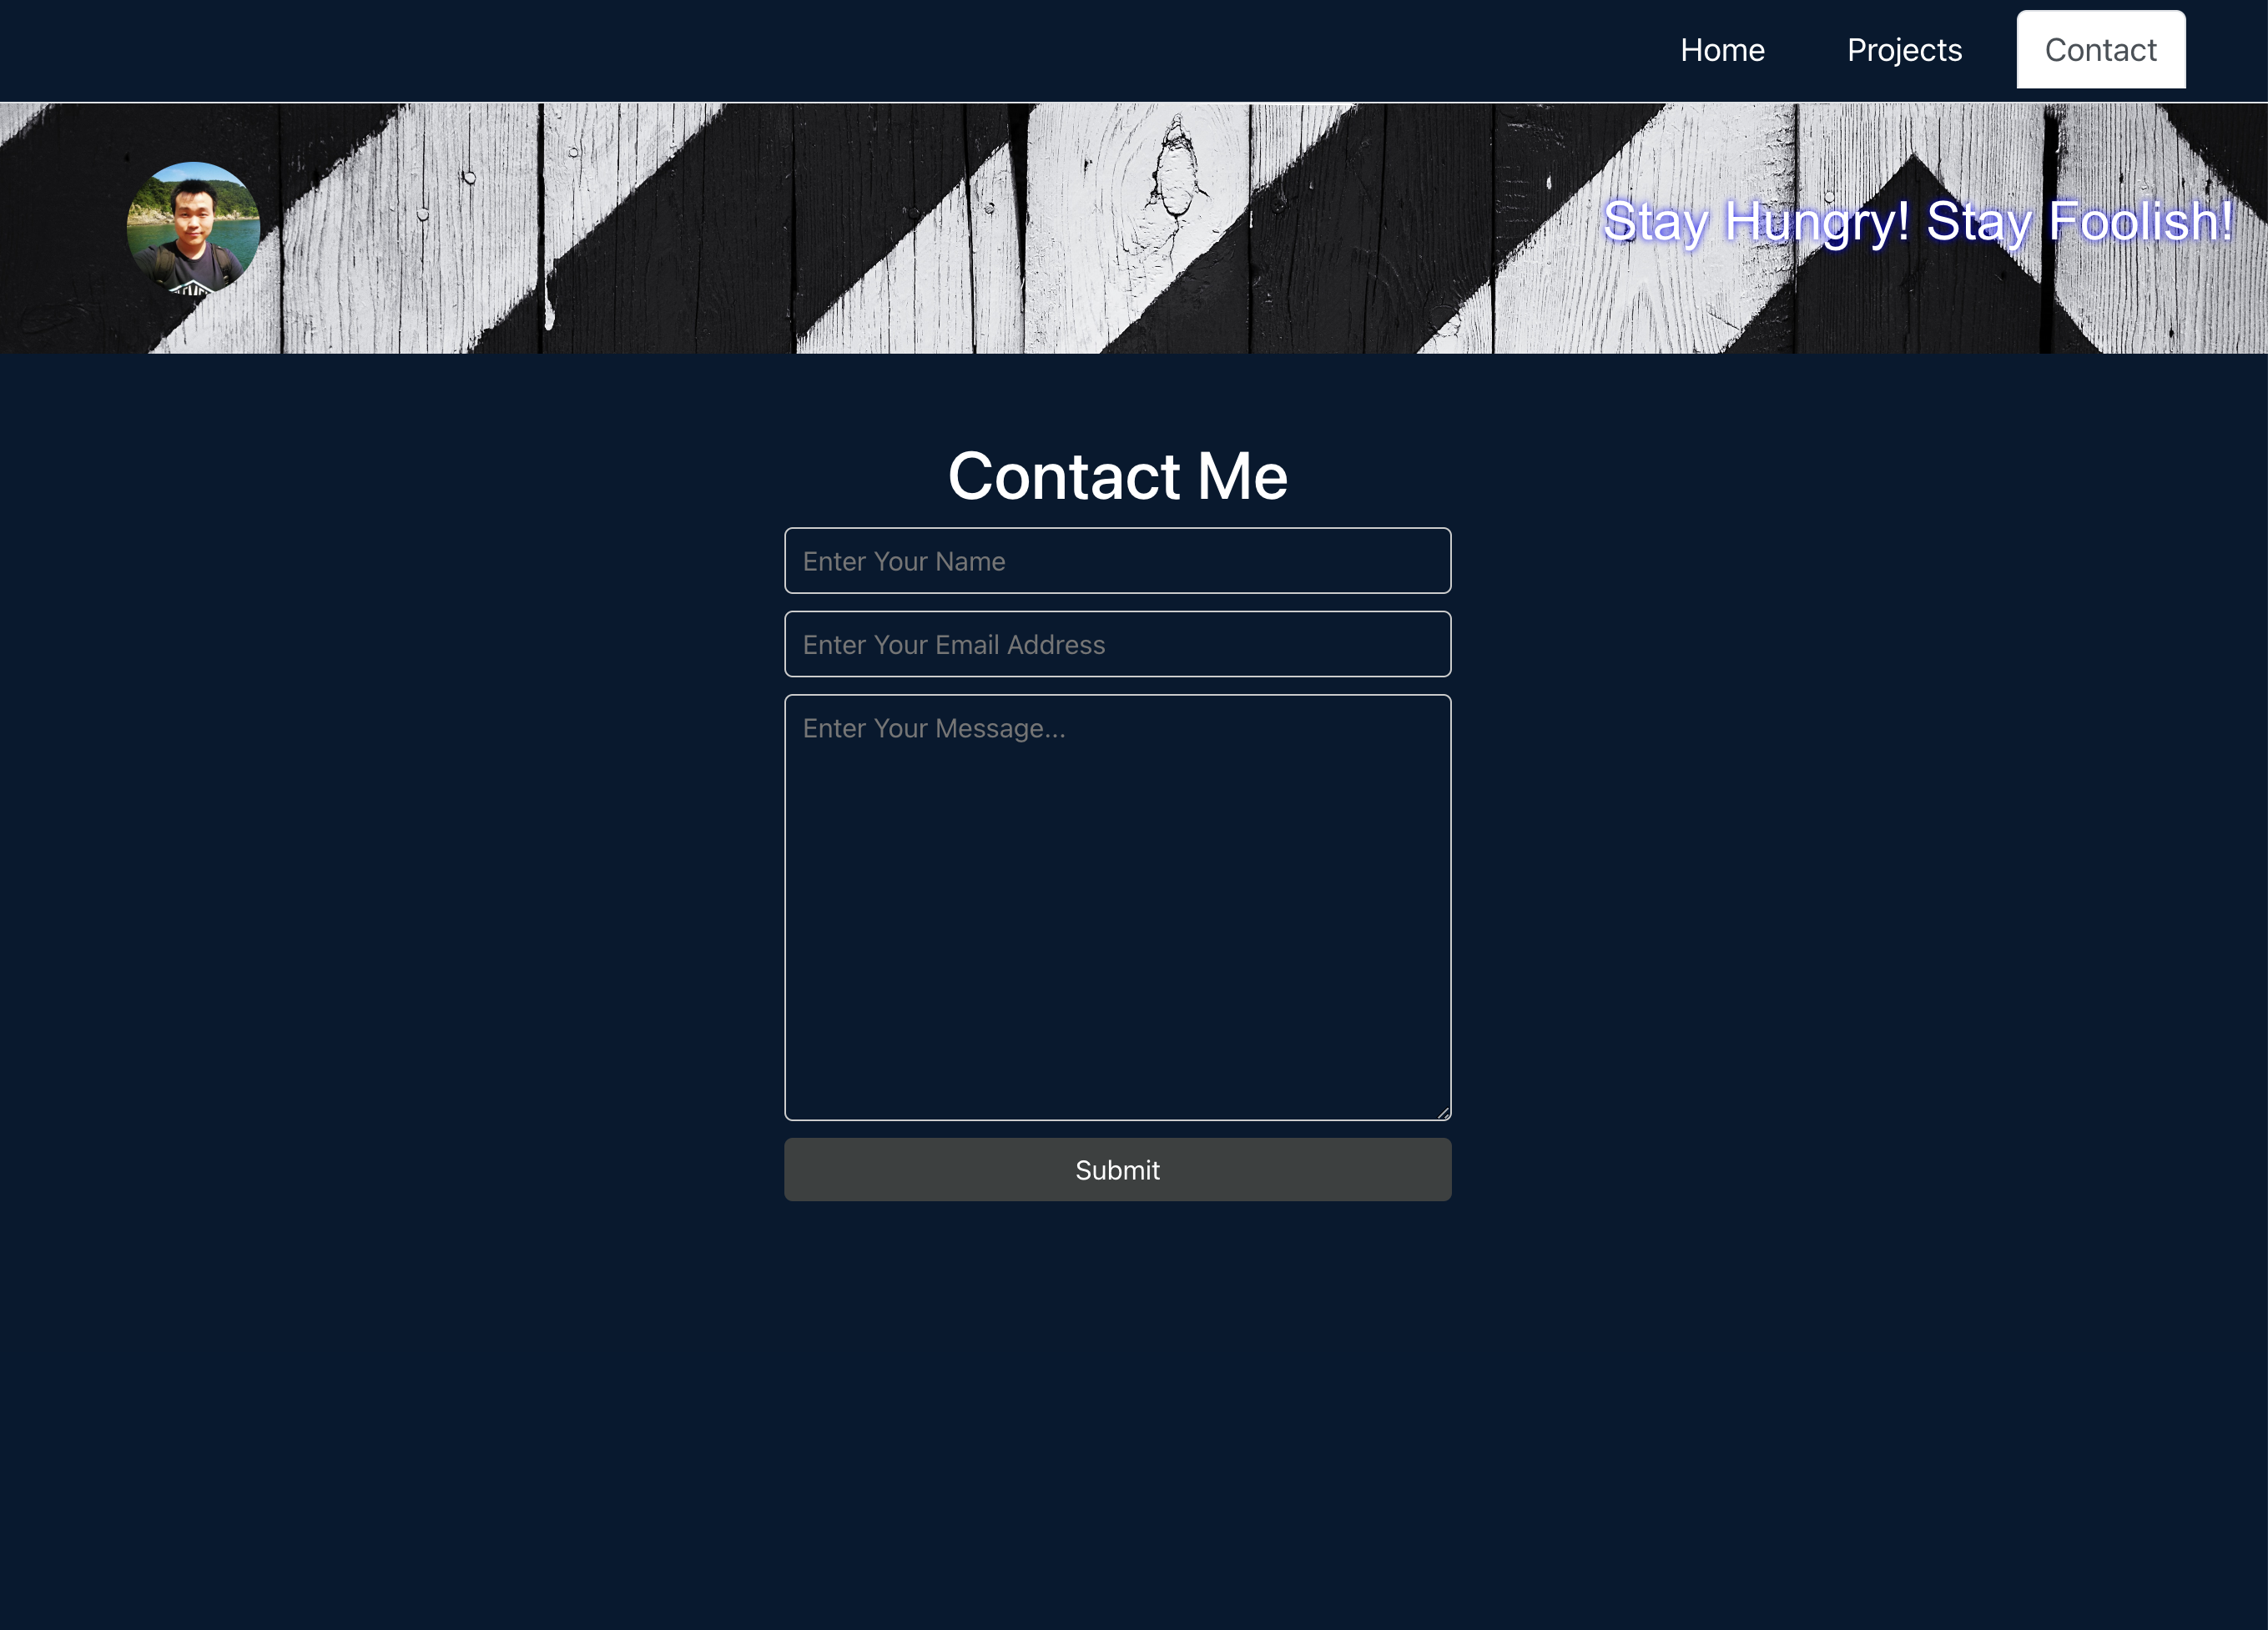 Home Projects Contact
Stay Hungry! Stay Foolish!
Contact Me
Enter Your Name
Enter Your Email Address
Enter Your Message...
Submit